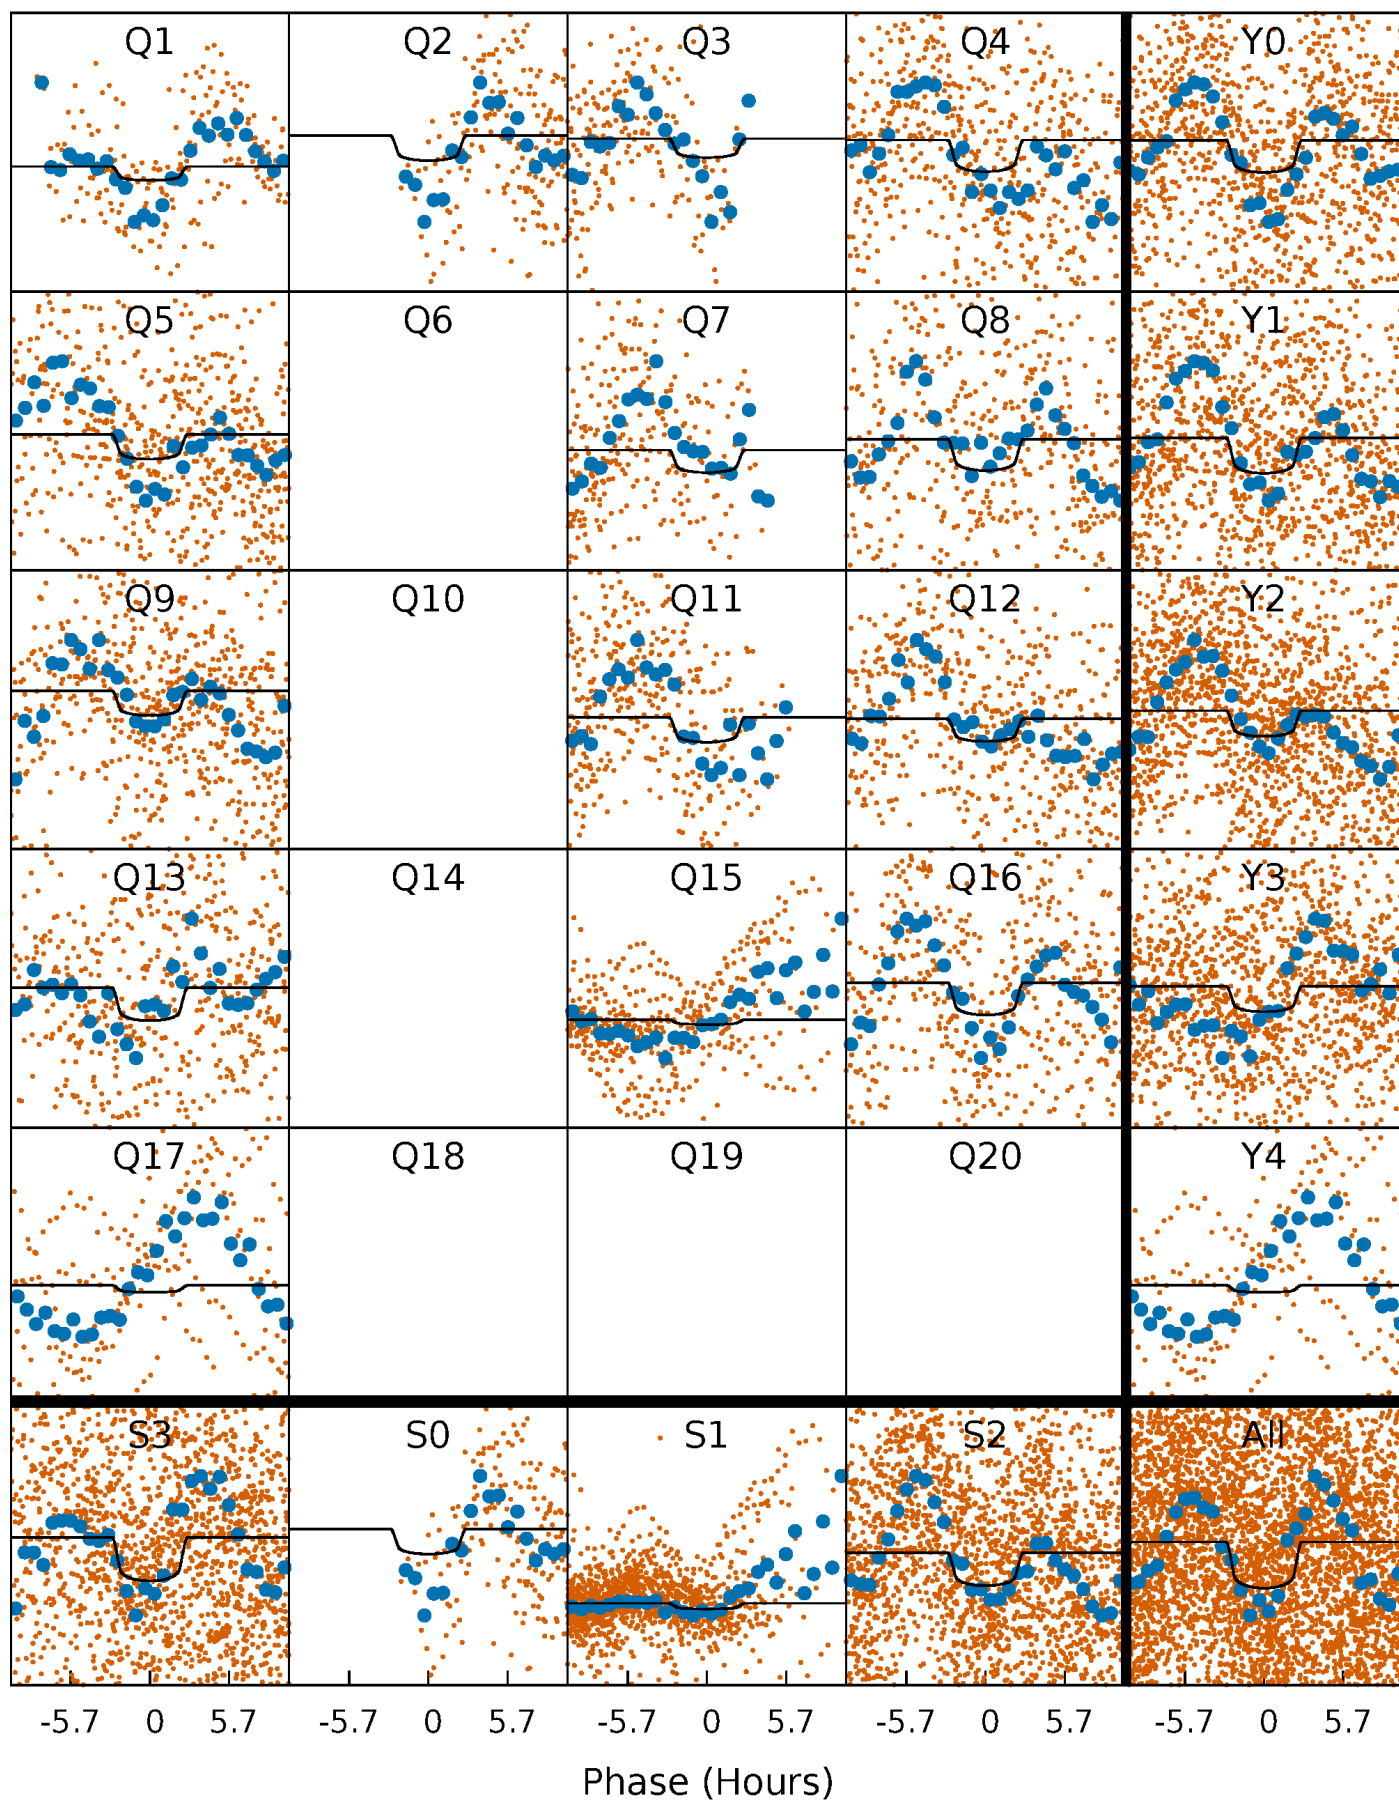 Q1 Q2 Q3 Q4 Y0
Q5 Q6 Q7 Q8 Y1
Q9 Q10 Q11 Q12 Y2
Q13 Q14 Q15 Q16 Y3
Q17 Q18 Q19 Q20 Y4
S3 S0 S1 S2 All
-5.7 0 5.7 -5.7 0 5.7 -5.7 0 5.7 -5.7 0 5.7 -5.7 0 5.7
Phase (Hours)